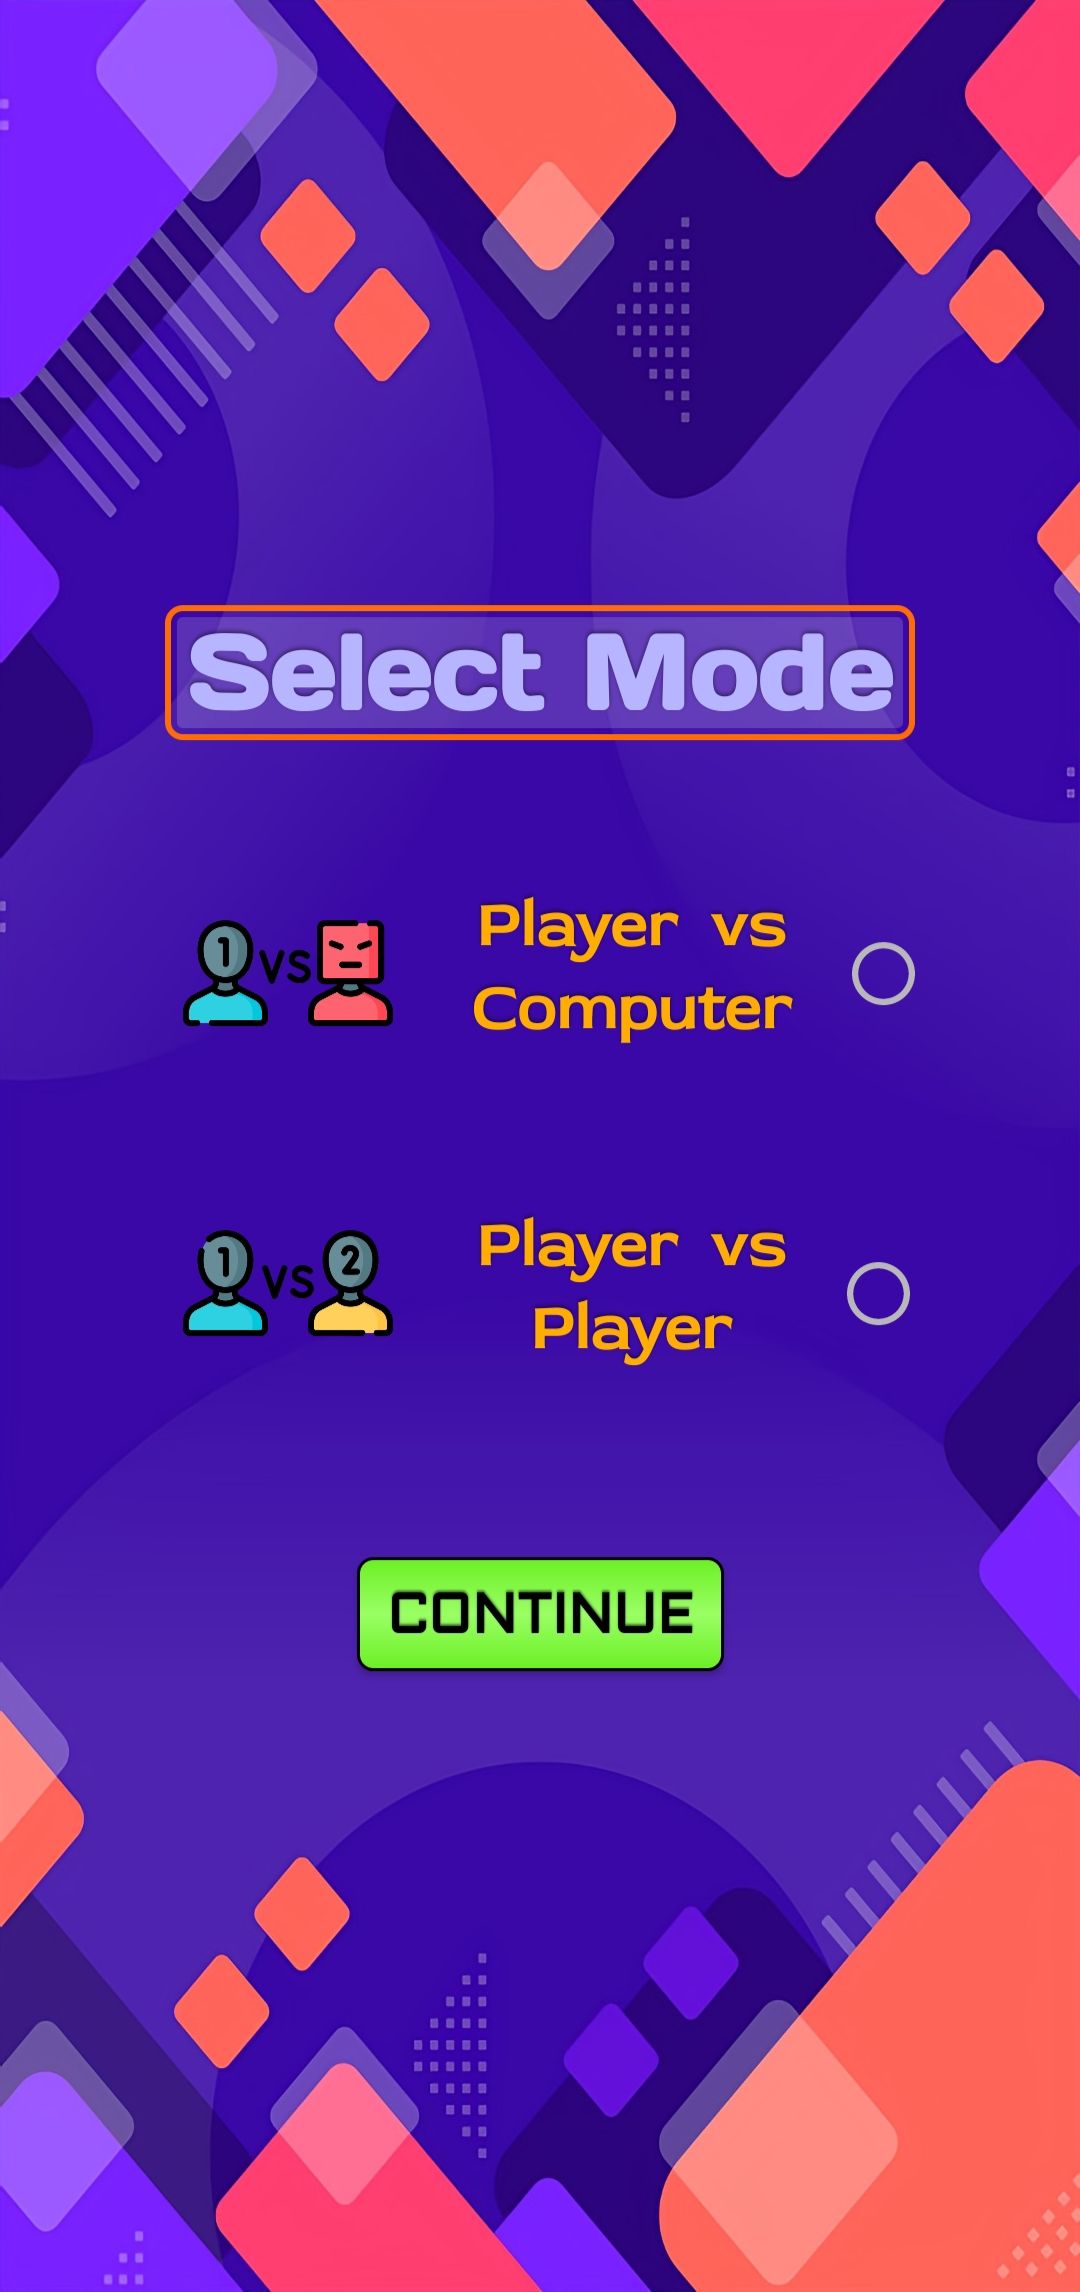 Select Mode
1 VS
Player vs
Computer
1 VS 2
Player vs
Player
CONTINUE